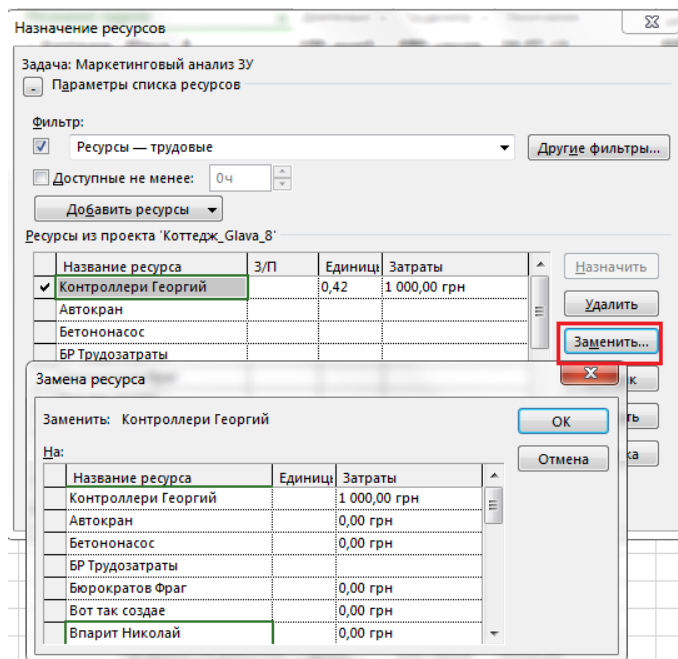 Назначение ресурсов
Задача: Маркетинговый анализ ЗУ
- Параметры списка ресурсов
Фильтр:
Ресурсы — трудовые
Другие фильтры...
Доступные не менее: 0ч
Добавить ресурсы
Ресурсы из проекта 'Коттедж_Glava_8'
Название ресурса З/П Единицы Затраты
Контроллери Георгий 0,42 1 000,00 грн
Автокран
Бетононасос
БР Трудозатраты
Назначить
Удалить
Заменить...
Замена ресурса
Заменить: Контроллери Георгий
ОК
На:
Отмена
Название ресурса Единицы Затраты
Контроллери Георгий 1 000,00 грн
Автокран 0,00 грн
Бетононасос 0,00 грн
БР Трудозатраты
Бюрократов Фраг 0,00 грн
Вот так создае 0,00 грн
Впарит Николай 0,00 грн